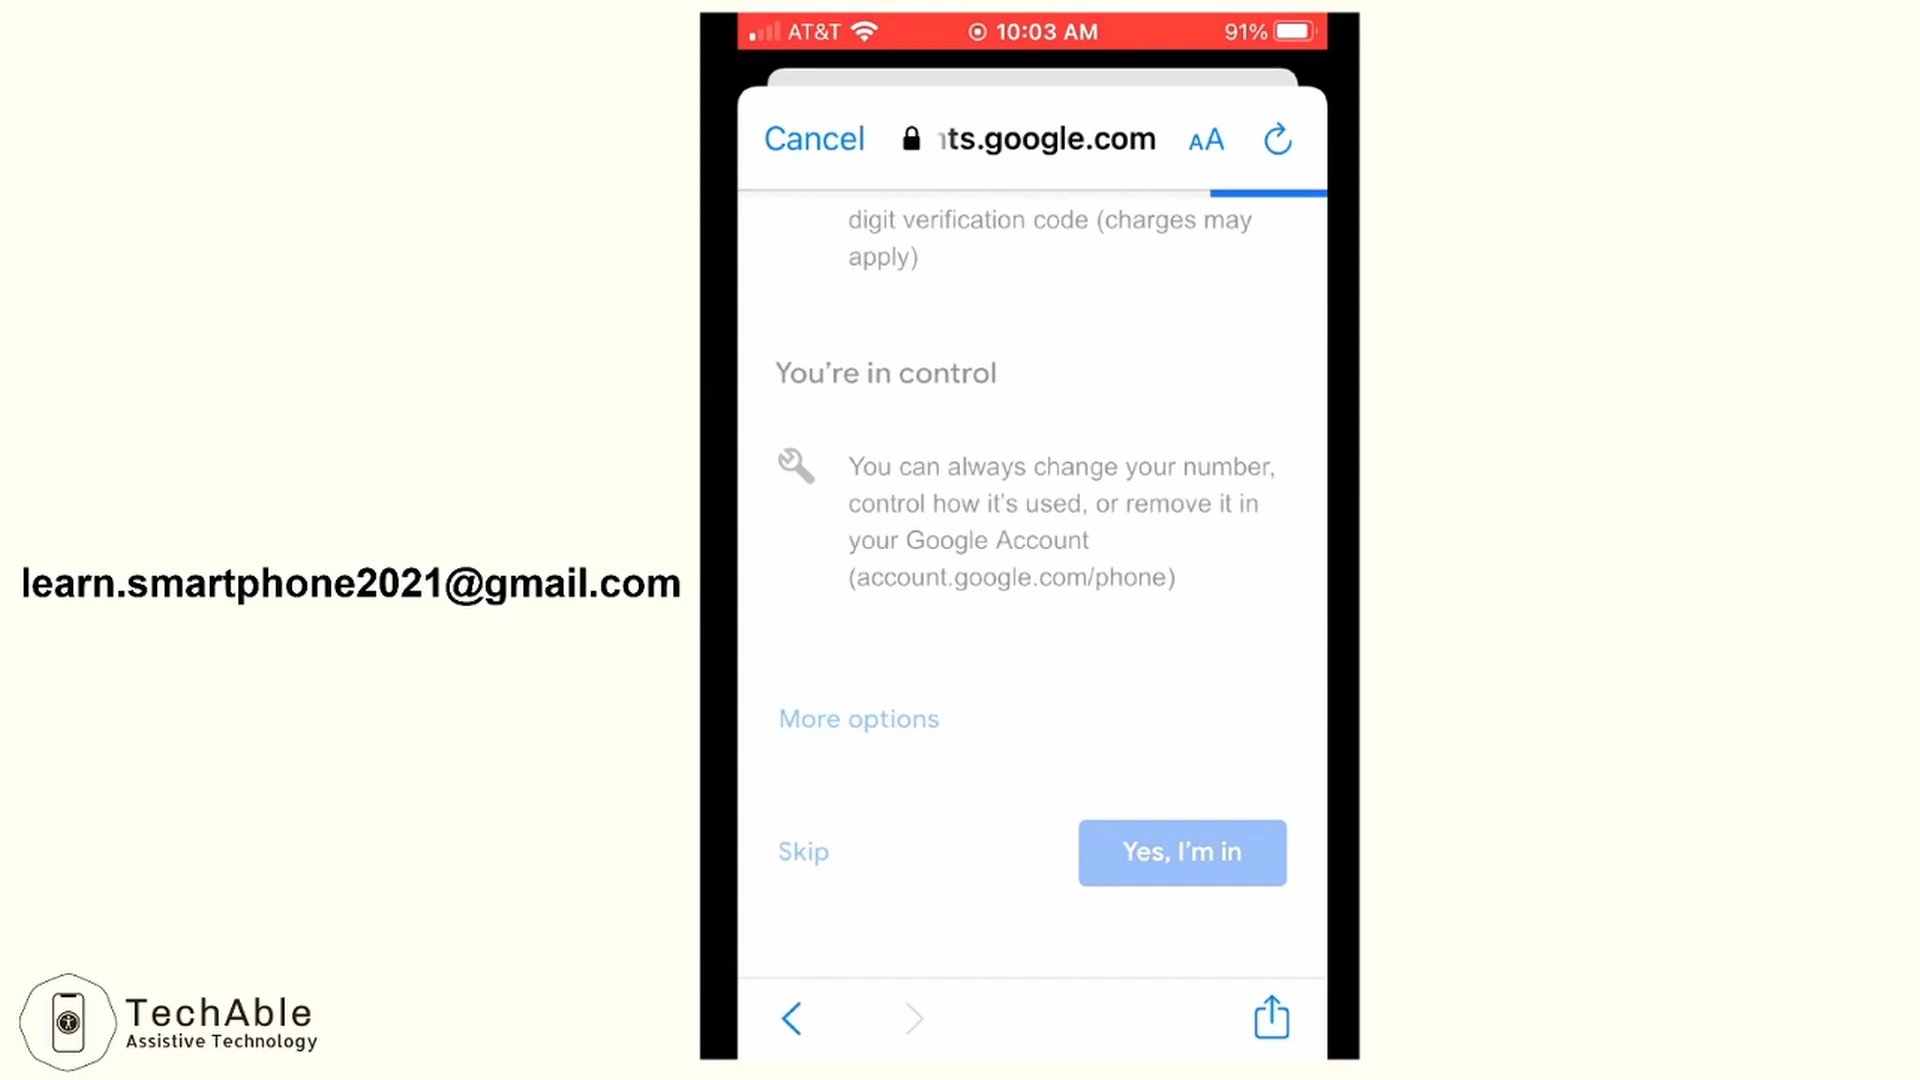 AT&T 10:03 AM 91%
Cancel ts.google.com AA
digit verification code (charges may
apply)
You're in control
You can always change your number,
control how it's used, or remove it in
your Google Account
(account.google.com/phone)
learn.smartphone2021@gmail.com
More options
Skip Yes, I'm in
TechAble
Assistive Technology